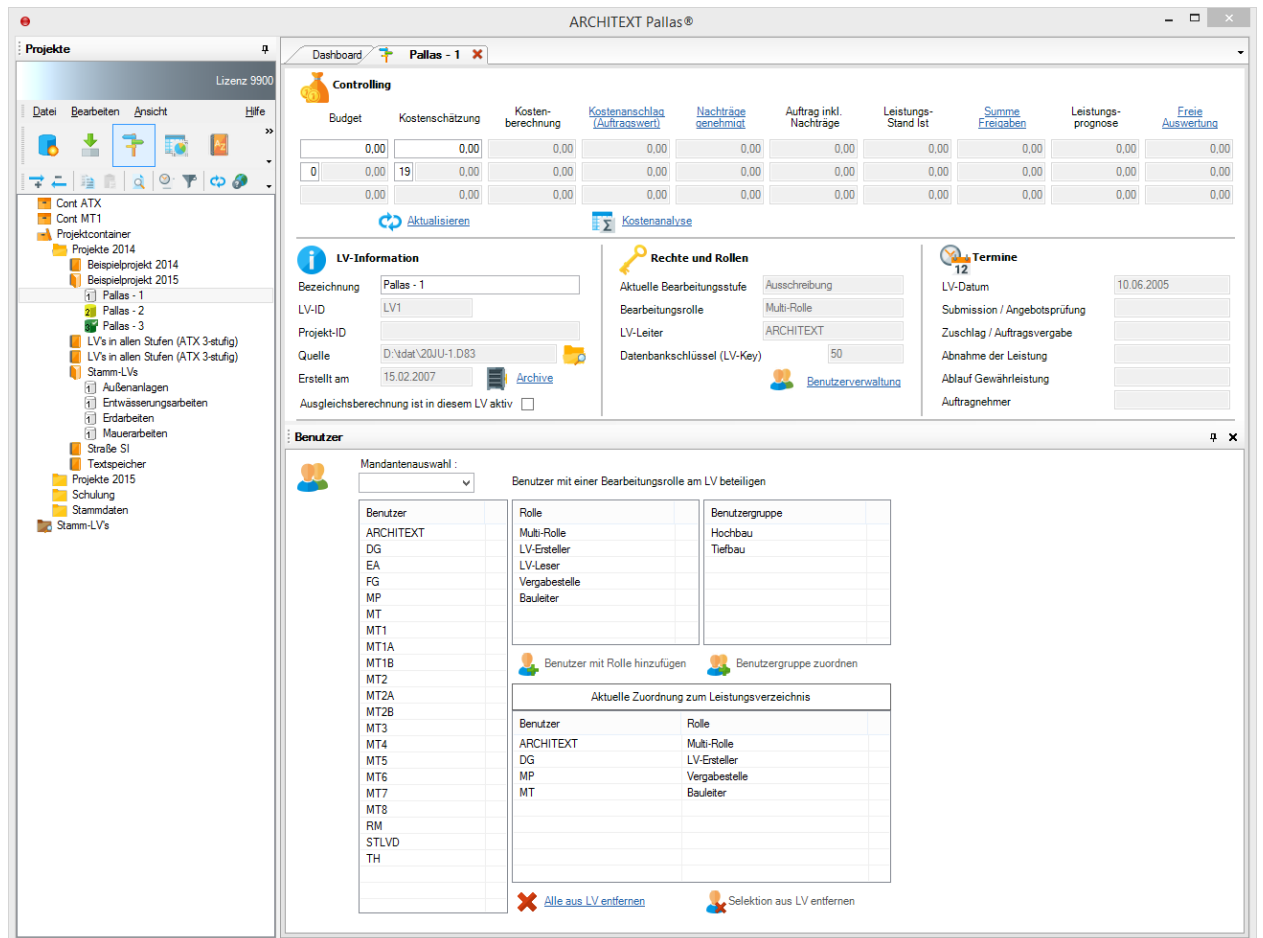 ARCHITEXT Pallas®
Projekte
Lizenz 9900
Datei Bearbeiten Ansicht Hilfe
Cont ATX
Cont MT1
Projektcontainer
Projekte 2014
Beispielprojekt 2014
Beispielprojekt 2015
1 Pallas - 1
2 Pallas - 2
3 Pallas - 3
LV's in allen Stufen (ATX 3-stufig)
LV's in allen Stufen (ATX 3-stufig)
Stamm-LVs
1 Außenanlagen
1 Entwässerungsarbeiten
1 Erdarbeiten
1 Mauerarbeiten
Straße SI
Textspeicher
Projekte 2015
Schulung
Stammdaten
Stamm-LV's
Dashboard Pallas - 1
Controlling
Budget Kostenschätzung Kosten-berechnung Kostenanschlag (Auftragswert) Nachträge genehmigt Auftrag inkl. Nachträge Leistungs-Stand Ist Summe Freigaben Leistungs-prognose Freie Auswertung
0,00 0,00 0,00 0,00 0,00 0,00 0,00 0,00 0,00 0,00
0 0,00 19 0,00 0,00 0,00 0,00 0,00 0,00 0,00 0,00 0,00
0,00 0,00 0,00 0,00 0,00 0,00 0,00 0,00 0,00 0,00
Aktualisieren Σ Kostenanalyse
LV-Information
Bezeichnung Pallas - 1
LV-ID LV1
Projekt-ID
Quelle D:\tdat\20JU-1.D83
Erstellt am 15.02.2007 Archive
Ausgleichsberechnung ist in diesem LV aktiv
Rechte und Rollen
Aktuelle Bearbeitungsstufe Ausschreibung
Bearbeitungsrolle Multi-Rolle
LV-Leiter ARCHITEXT
Datenbankschlüssel (LV-Key) 50
Benutzerverwaltung
12 Termine
LV-Datum 10.06.2005
Submission / Angebotsprüfung
Zuschlag / Auftragsvergabe
Abnahme der Leistung
Ablauf Gewährleistung
Auftragnehmer
Benutzer
Mandantenauswahl :
Benutzer
ARCHITEXT
DG
EA
FG
MP
MT
MT1
MT1A
MT1B
MT2
MT2A
MT2B
MT3
MT4
MT5
MT6
MT7
MT8
RM
STLVD
TH
Benutzer mit einer Bearbeitungsrolle am LV beteiligen
Rolle
Multi-Rolle
LV-Ersteller
LV-Leser
Vergabestelle
Bauleiter
Benutzergruppe
Hochbau
Tiefbau
Benutzer mit Rolle hinzufügen Benutzergruppe zuordnen
Aktuelle Zuordnung zum Leistungsverzeichnis
Benutzer Rolle
ARCHITEXT Multi-Rolle
DG LV-Ersteller
MP Vergabestelle
MT Bauleiter
Alle aus LV entfernen Selektion aus LV entfernen